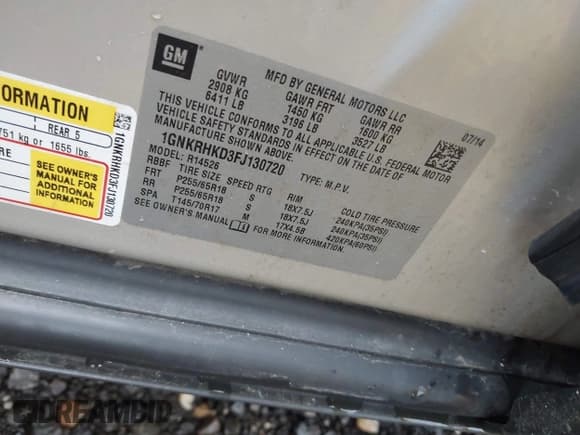 GM
MFD BY GENERAL MOTORS LLC
07/14
GVWR GAWR FRT GAWR RR
2908 KG 1450 KG 1600 KG
6411 LB 3196 LB 3527 LB
THIS VEHICLE CONFORMS TO ALL APPLICABLE U.S. FEDERAL
VEHICLE SAFETY STANDARDS IN EFFECT ON THE DATE OF
MANUFACTURE SHOWN ABOVE.
1GNKRHKD3FJ130720
TYPE: M.P.V.
MODEL: R14526
RBBF TIRE SIZE SPEED RTG RIM COLD TIRE PRESSURE
FRT P255/65R18 S 18X7.5J 240KPA(35PSI)
RR P255/65R18 S 18X7.5J 240KPA(35PSI)
SPA T145/70R17 M 17X4.5B 420KPA(60PSI)
SEE OWNER'S MANUAL FOR MORE INFORMATION.
ORMATION
REAR 5
751 kg or 1655 lbs.
RE
SEE OWNER'S
MANUAL FOR
ADDITIONAL
INFORMATION
1GNKRHKD3FJ130720
DREAMBID